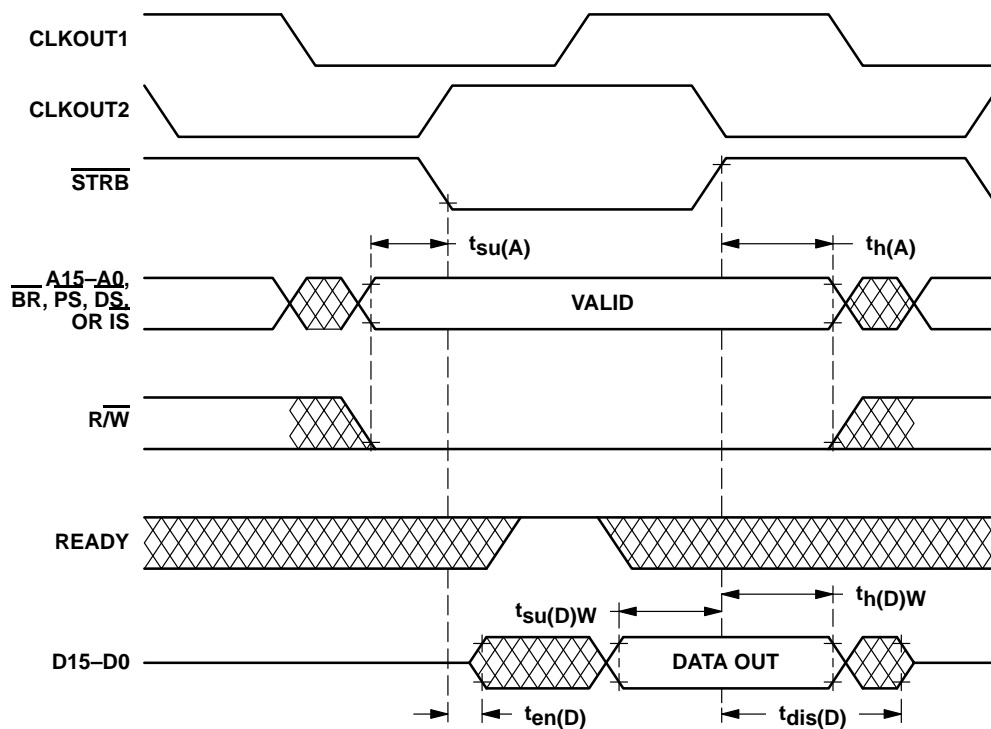 CLKOUT1
CLKOUT2
STRB
tsu(A)
th(A)
A15–A0,
BR, PS, DS,
OR IS
VALID
R/W
READY
tsu(D)W
th(D)W
D15–D0
DATA OUT
ten(D)
tdis(D)